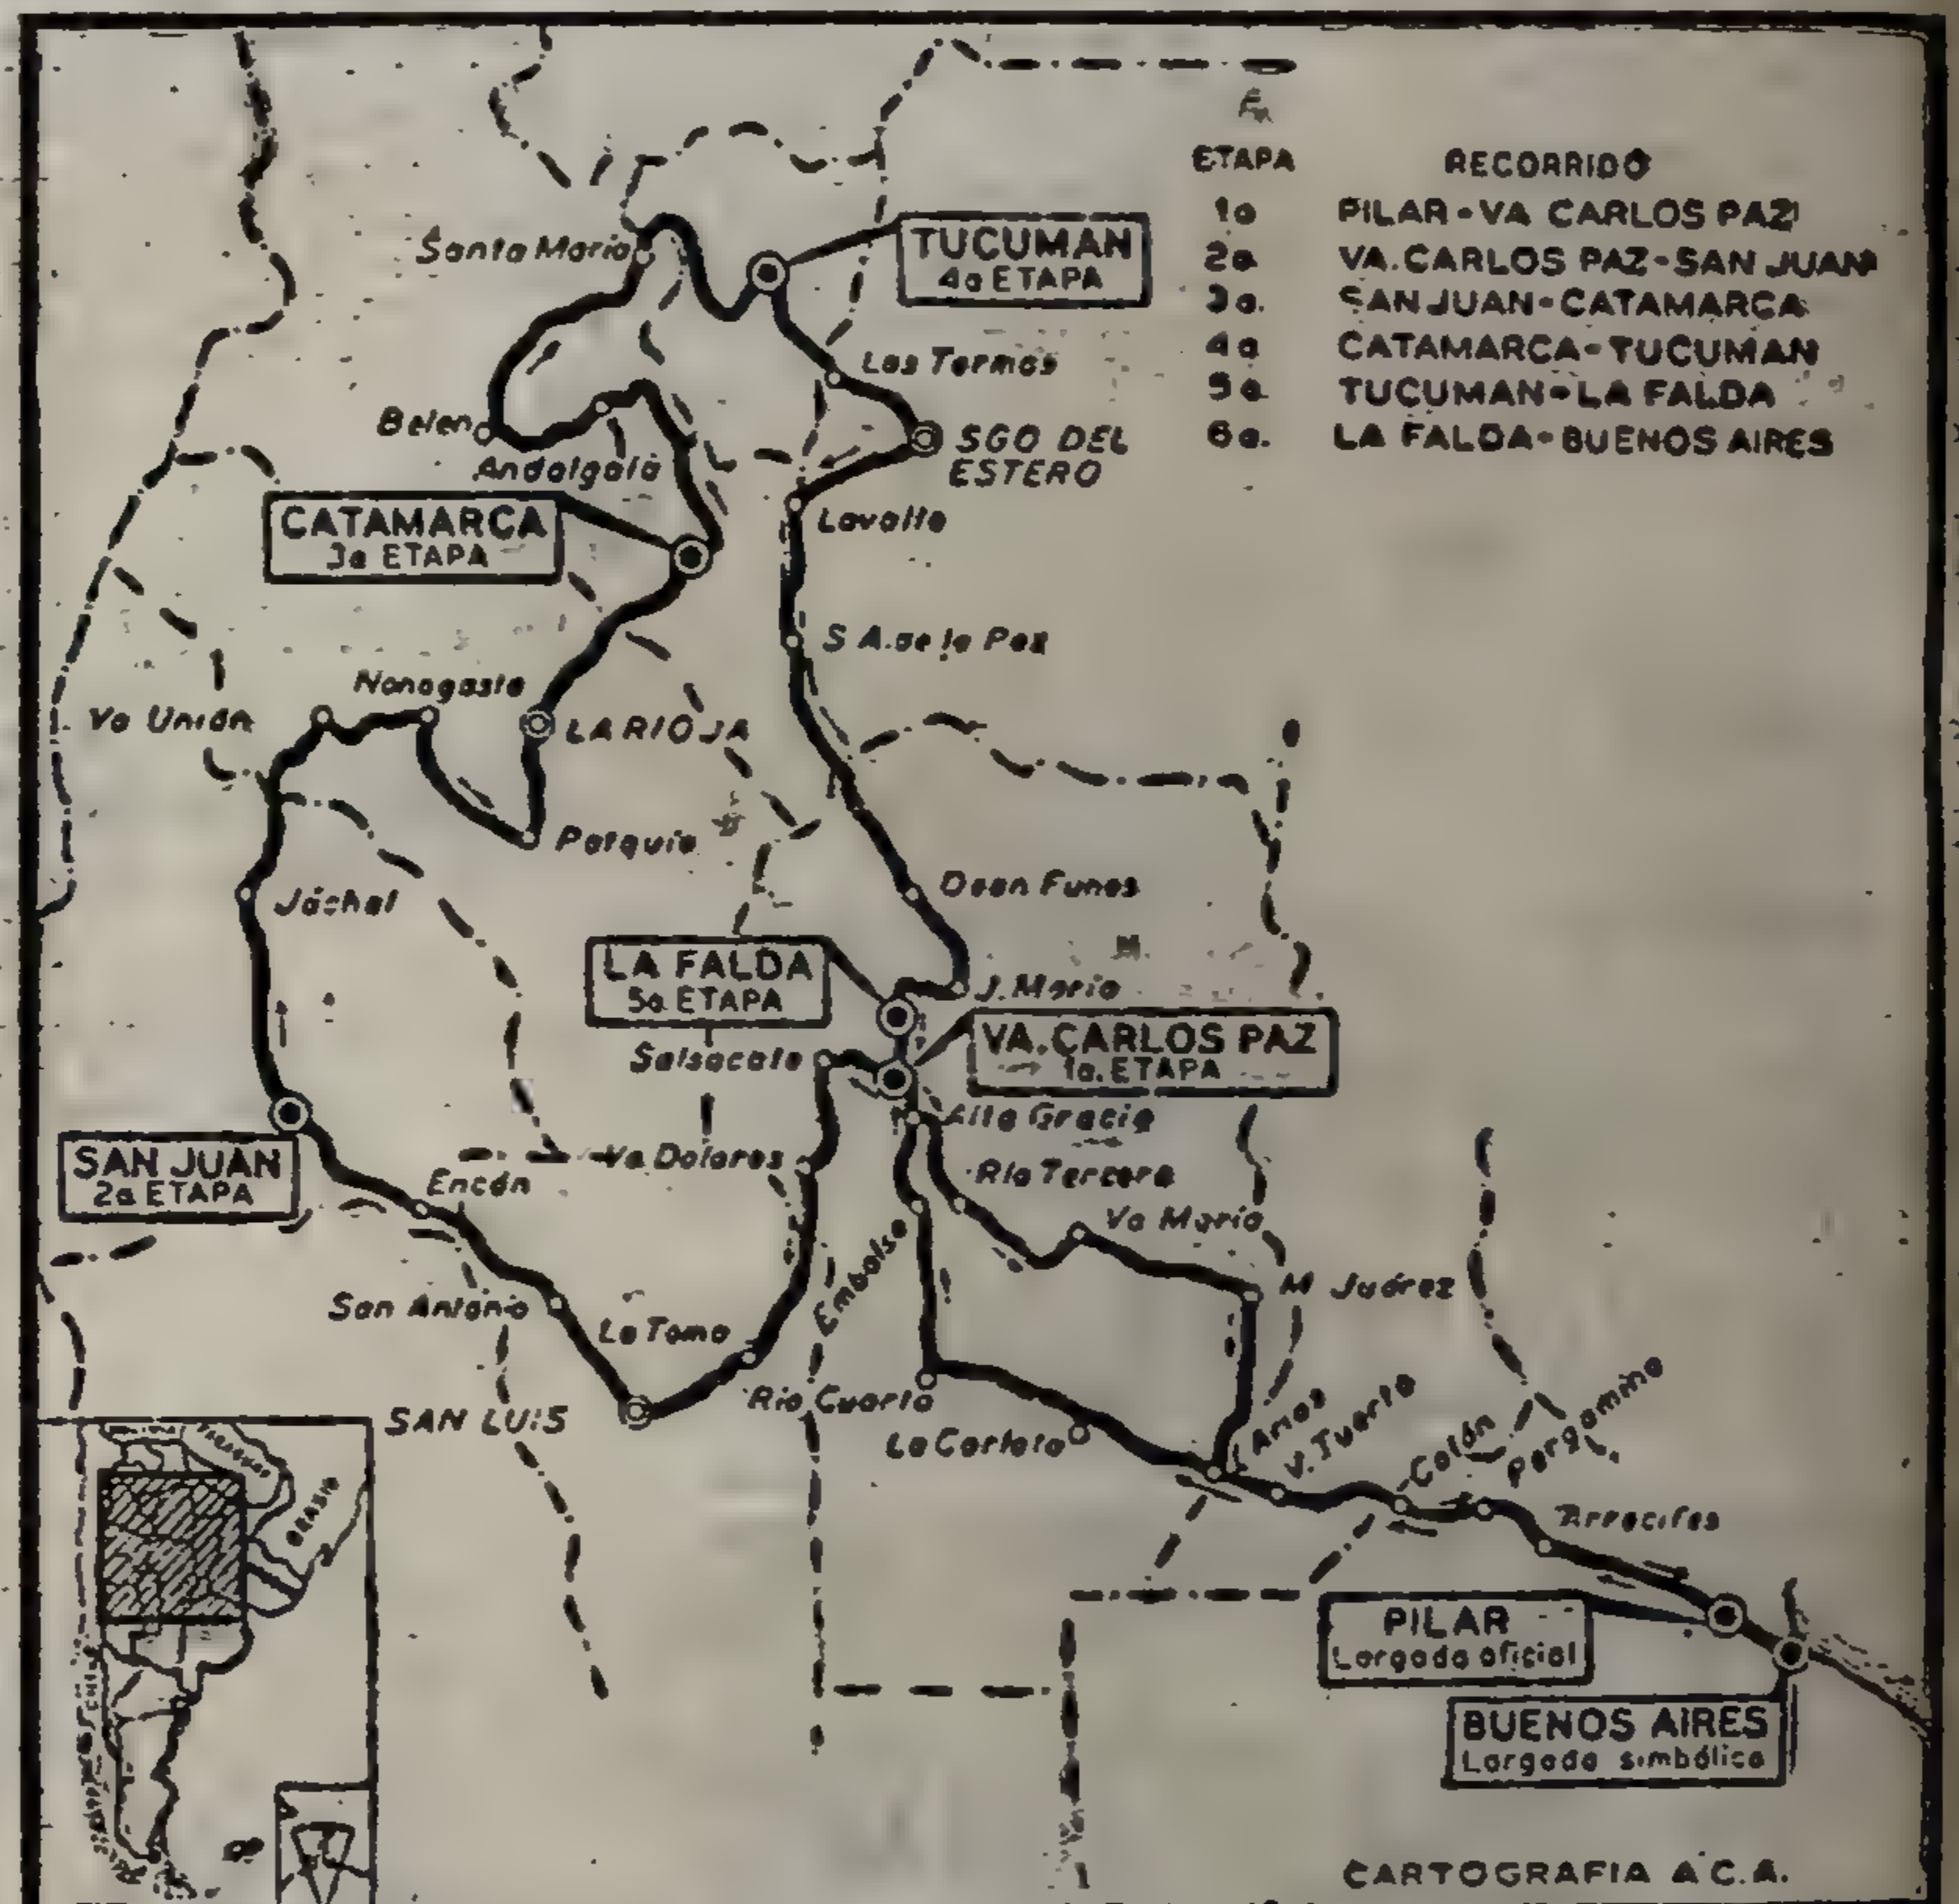 ETAPA RECORRIDO
1a PILAR-VA CARLOS PAZ
2a VA.CARLOS PAZ-SAN JUAN
3a. SAN JUAN-CATAMARCA
4a CATAMARCA-TUCUMAN
5a TUCUMAN-LA FALDA
6a. LA FALDA-BUENOS AIRES
Santa Maria
TUCUMAN
4a ETAPA
Las Termas
Belen
Andalgalá
SGO DEL
ESTERO
CATAMARCA
3a ETAPA
Lavalle
S A. de la Paz
Nonogasta
Va Unión
LA RIOJA
Patquia
Jáchal
Dean Funes
LA FALDA
5a ETAPA
J. Maria
VA. CARLOS PAZ
1a. ETAPA
Salsacate
Alta Gracia
SAN JUAN
2a ETAPA
Encón
Va Dolores
Rio Tercero
Va Maria
Embalse
M Juárez
San Antonio
La Toma
SAN LUIS
Rio Cuarto
La Carlota
Arias
V. Tuerto
Colón
Pergamino
Arrecifes
PILAR
Largada oficial
BUENOS AIRES
Largada simbólica
BRASIL
CHILE
CARTOGRAFIA A.C.A.